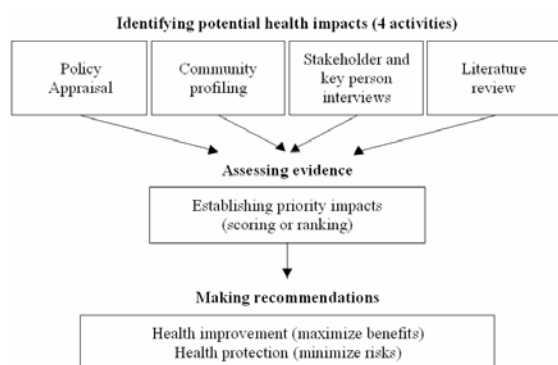 Identifying potential health impacts (4 activities)
Policy
Appraisal
Community
profiling
Stakeholder and
key person
interviews
Literature
review
Assessing evidence
Establishing priority impacts
(scoring or ranking)
Making recommendations
Health improvement (maximize benefits)
Health protection (minimize risks)